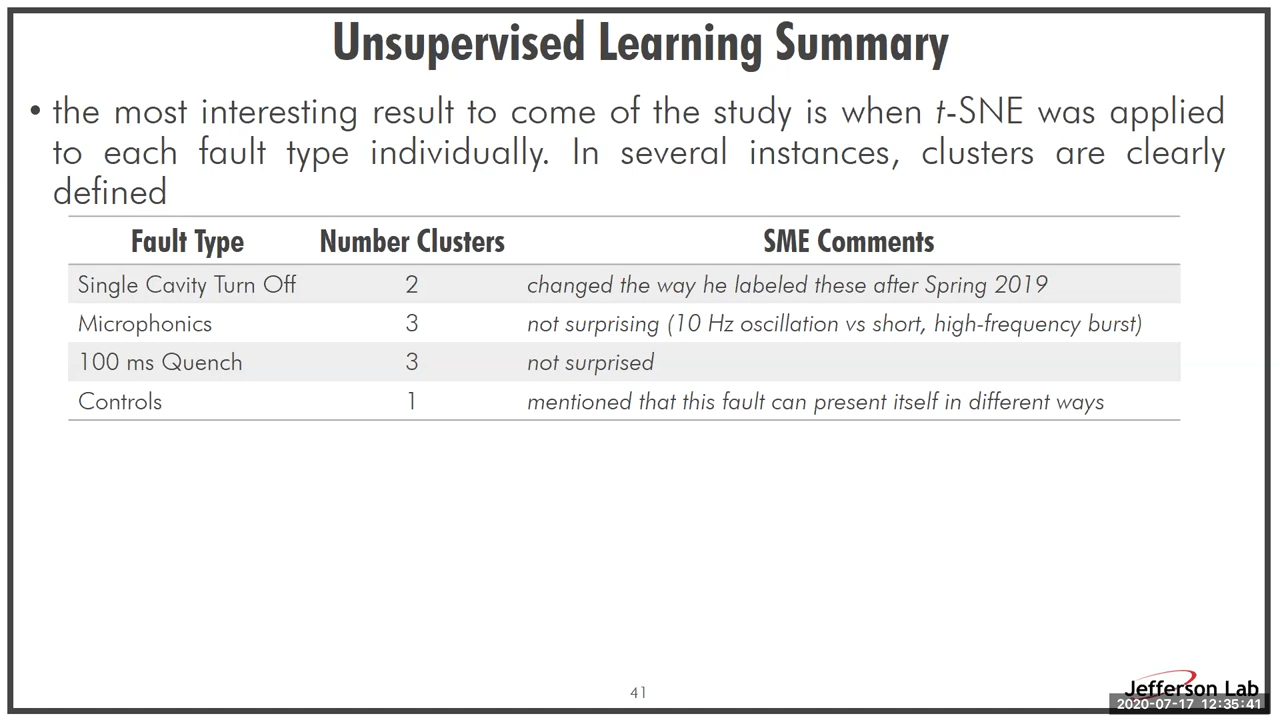 Unsupervised Learning Summary
• the most interesting result to come of the study is when t-SNE was applied
to each fault type individually. In several instances, clusters are clearly
defined
Fault Type Number Clusters SME Comments
Single Cavity Turn Off 2 changed the way he labeled these after Spring 2019
Microphonics 3 not surprising (10 Hz oscillation vs short, high-frequency burst)
100 ms Quench 3 not surprised
Controls 1 mentioned that this fault can present itself in different ways
41
Jefferson Lab
2020-07-17 12:35:41